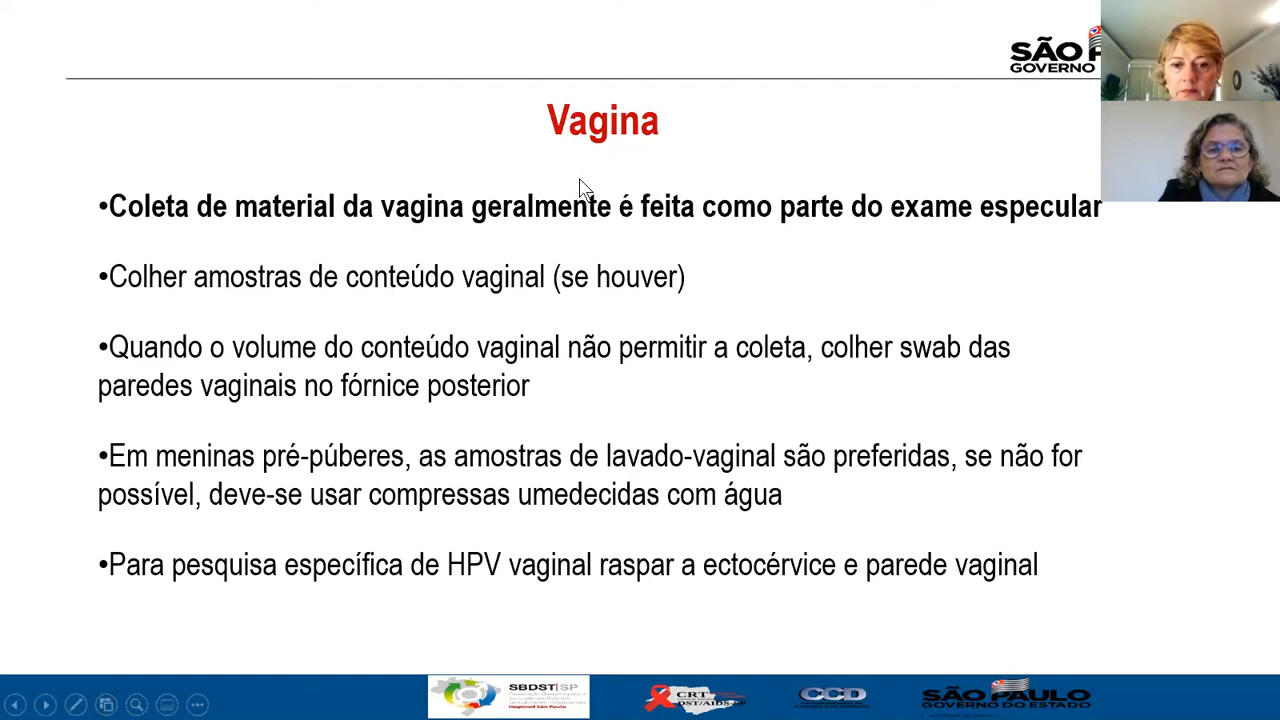 SÃO P
GOVERNO
Vagina
•Coleta de material da vagina geralmente é feita como parte do exame especular
•Colher amostras de conteúdo vaginal (se houver)
•Quando o volume do conteúdo vaginal não permitir a coleta, colher swab das
paredes vaginais no fórnice posterior
•Em meninas pré-púberes, as amostras de lavado-vaginal são preferidas, se não for
possível, deve-se usar compressas umedecidas com água
•Para pesquisa específica de HPV vaginal raspar a ectocérvice e parede vaginal
SBDST|SP
Regional São Paulo
CRT
DST/AIDS.SP
CCD
SÃO PAULO
GOVERNO DO ESTADO